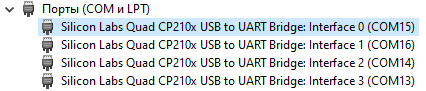 Порты (COM и LPT)
Silicon Labs Quad CP210x USB to UART Bridge: Interface 0 (COM15)
Silicon Labs Quad CP210x USB to UART Bridge: Interface 1 (COM16)
Silicon Labs Quad CP210x USB to UART Bridge: Interface 2 (COM14)
Silicon Labs Quad CP210x USB to UART Bridge: Interface 3 (COM13)